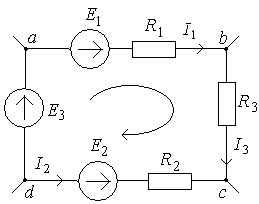 E₁ R₁ I₁
a b
E₃ R₃
I₂ E₂ R₂ I₃
d c